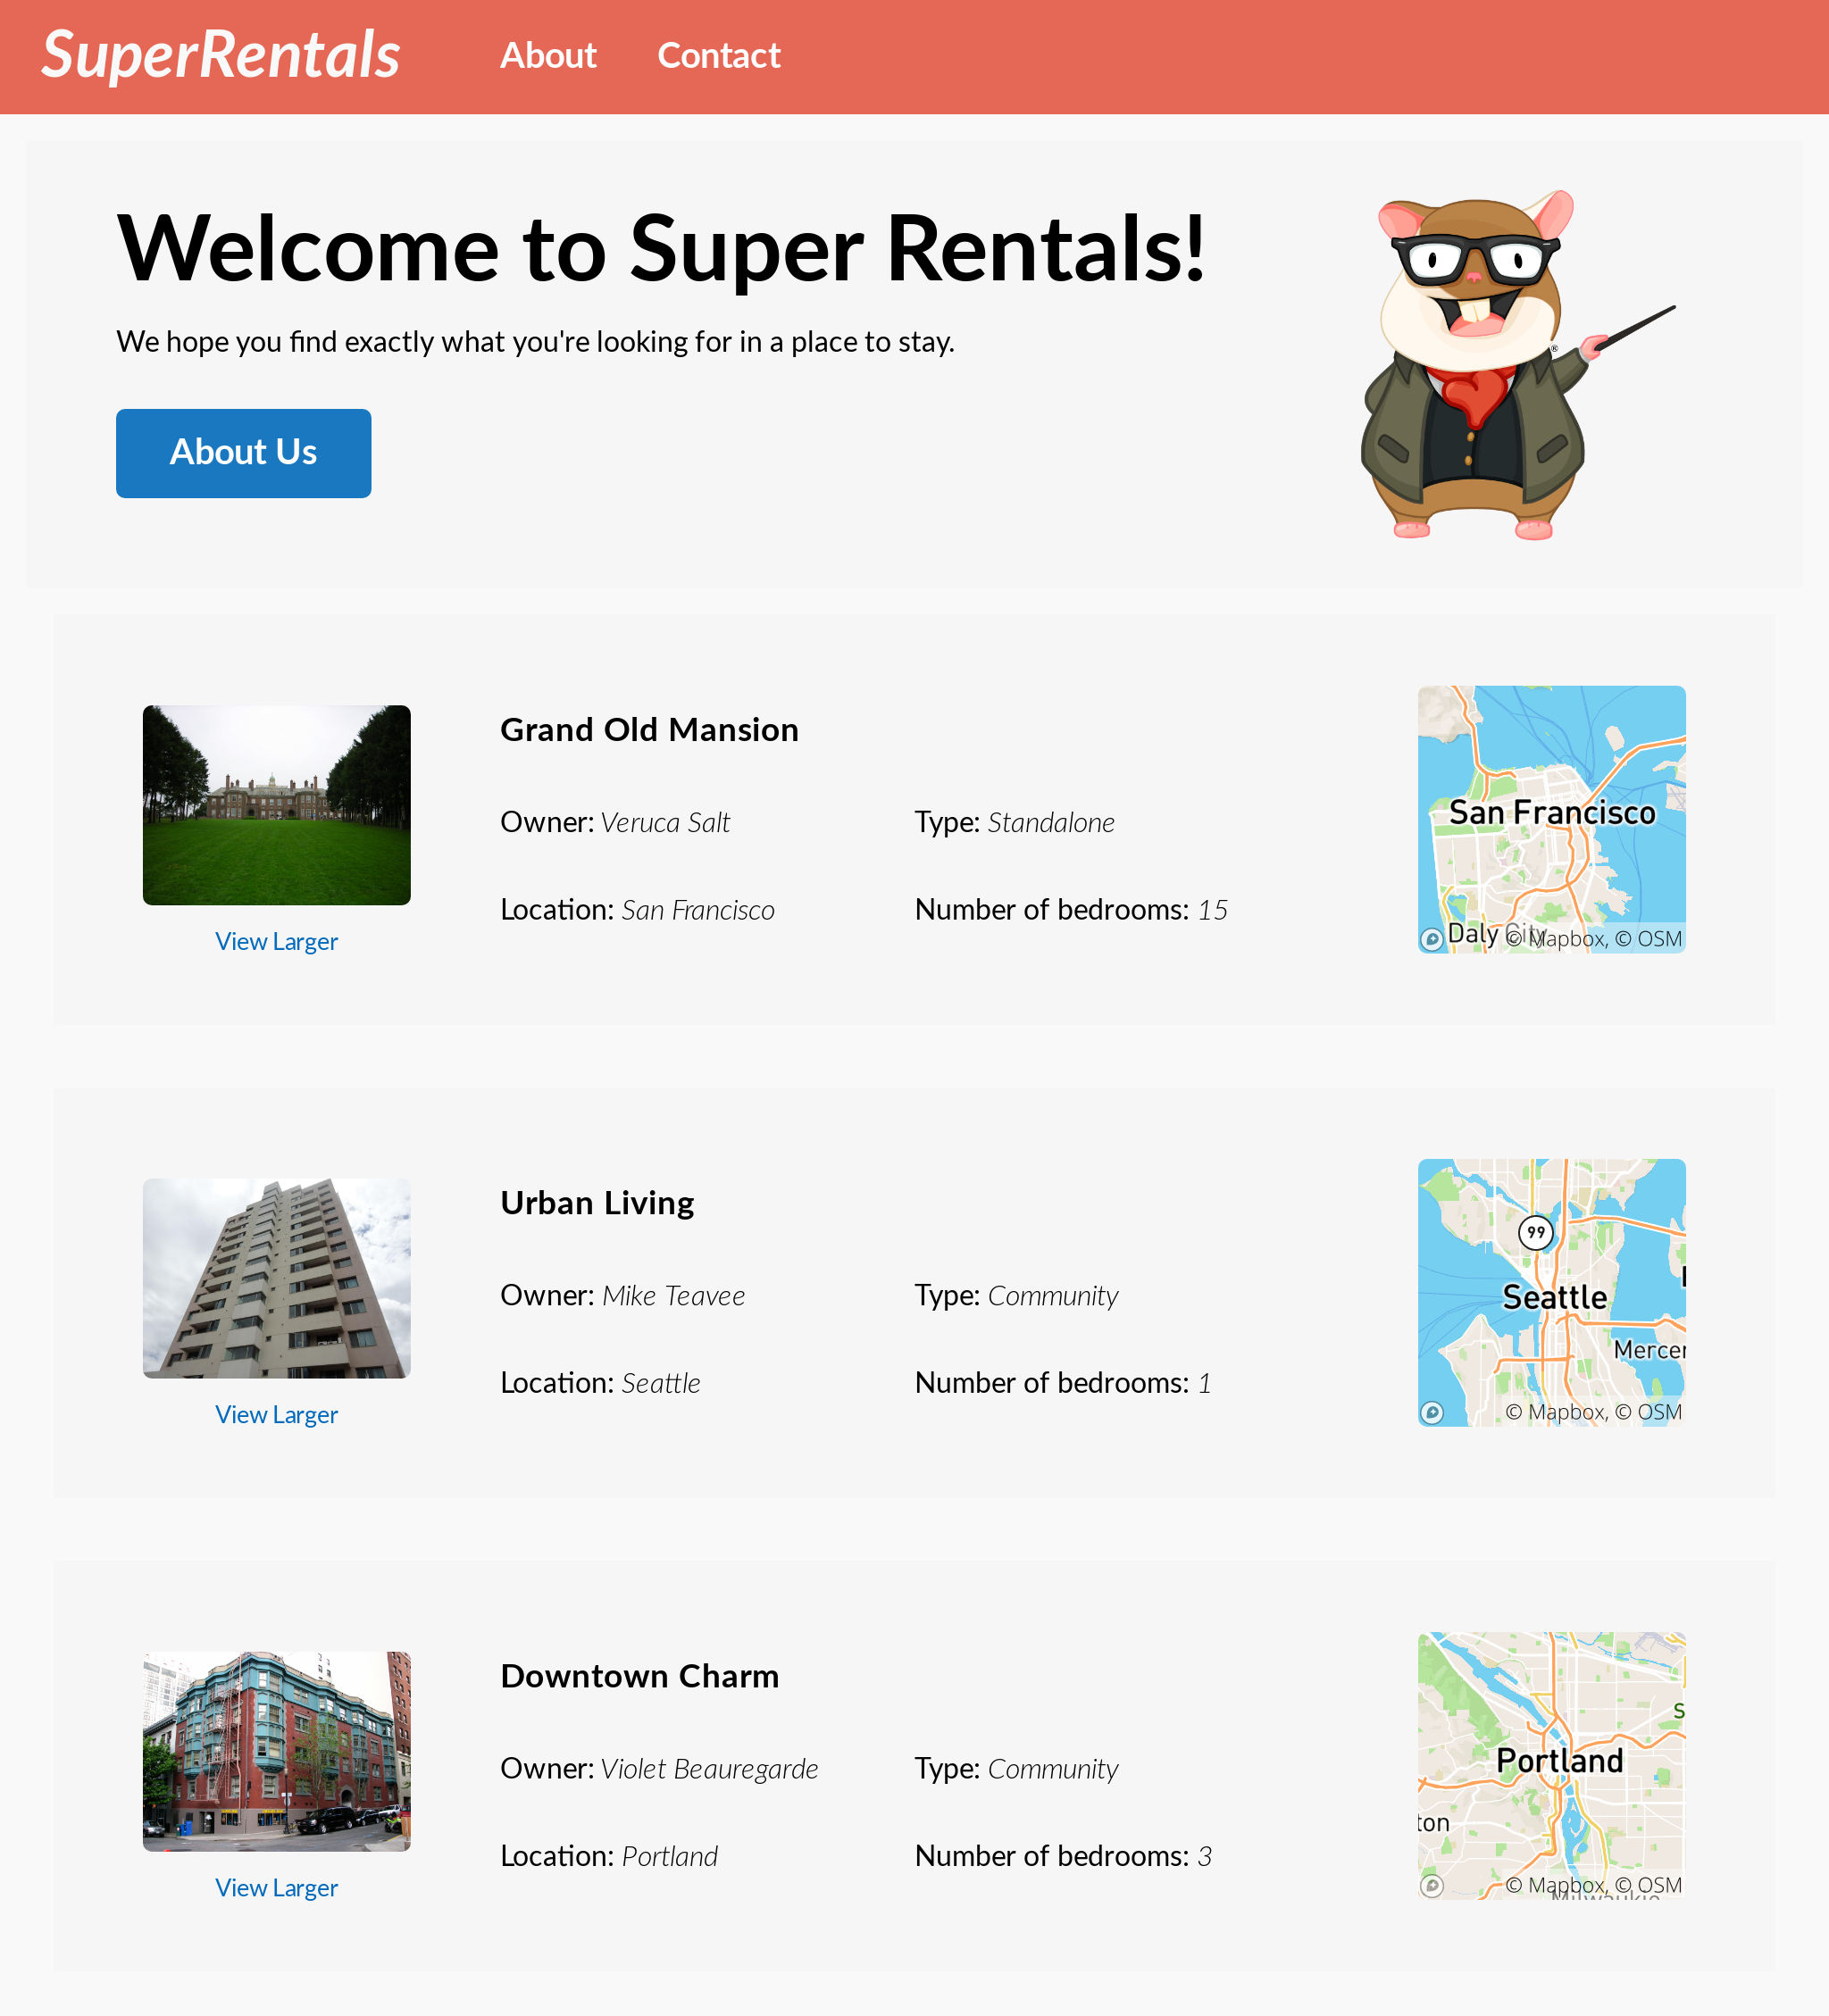 SuperRentals About Contact
Welcome to Super Rentals!
We hope you find exactly what you're looking for in a place to stay.
About Us
®
Grand Old Mansion
Owner: Veruca Salt Type: Standalone
Location: San Francisco Number of bedrooms: 15
View Larger
San Francisco
Daly City
© Mapbox, © OSM
Urban Living
Owner: Mike Teavee Type: Community
Location: Seattle Number of bedrooms: 1
View Larger
99
Seattle
Mercer
© Mapbox, © OSM
Downtown Charm
Owner: Violet Beauregarde Type: Community
Location: Portland Number of bedrooms: 3
View Larger
S
Portland
ton
© Mapbox, © OSM
Milwaukie